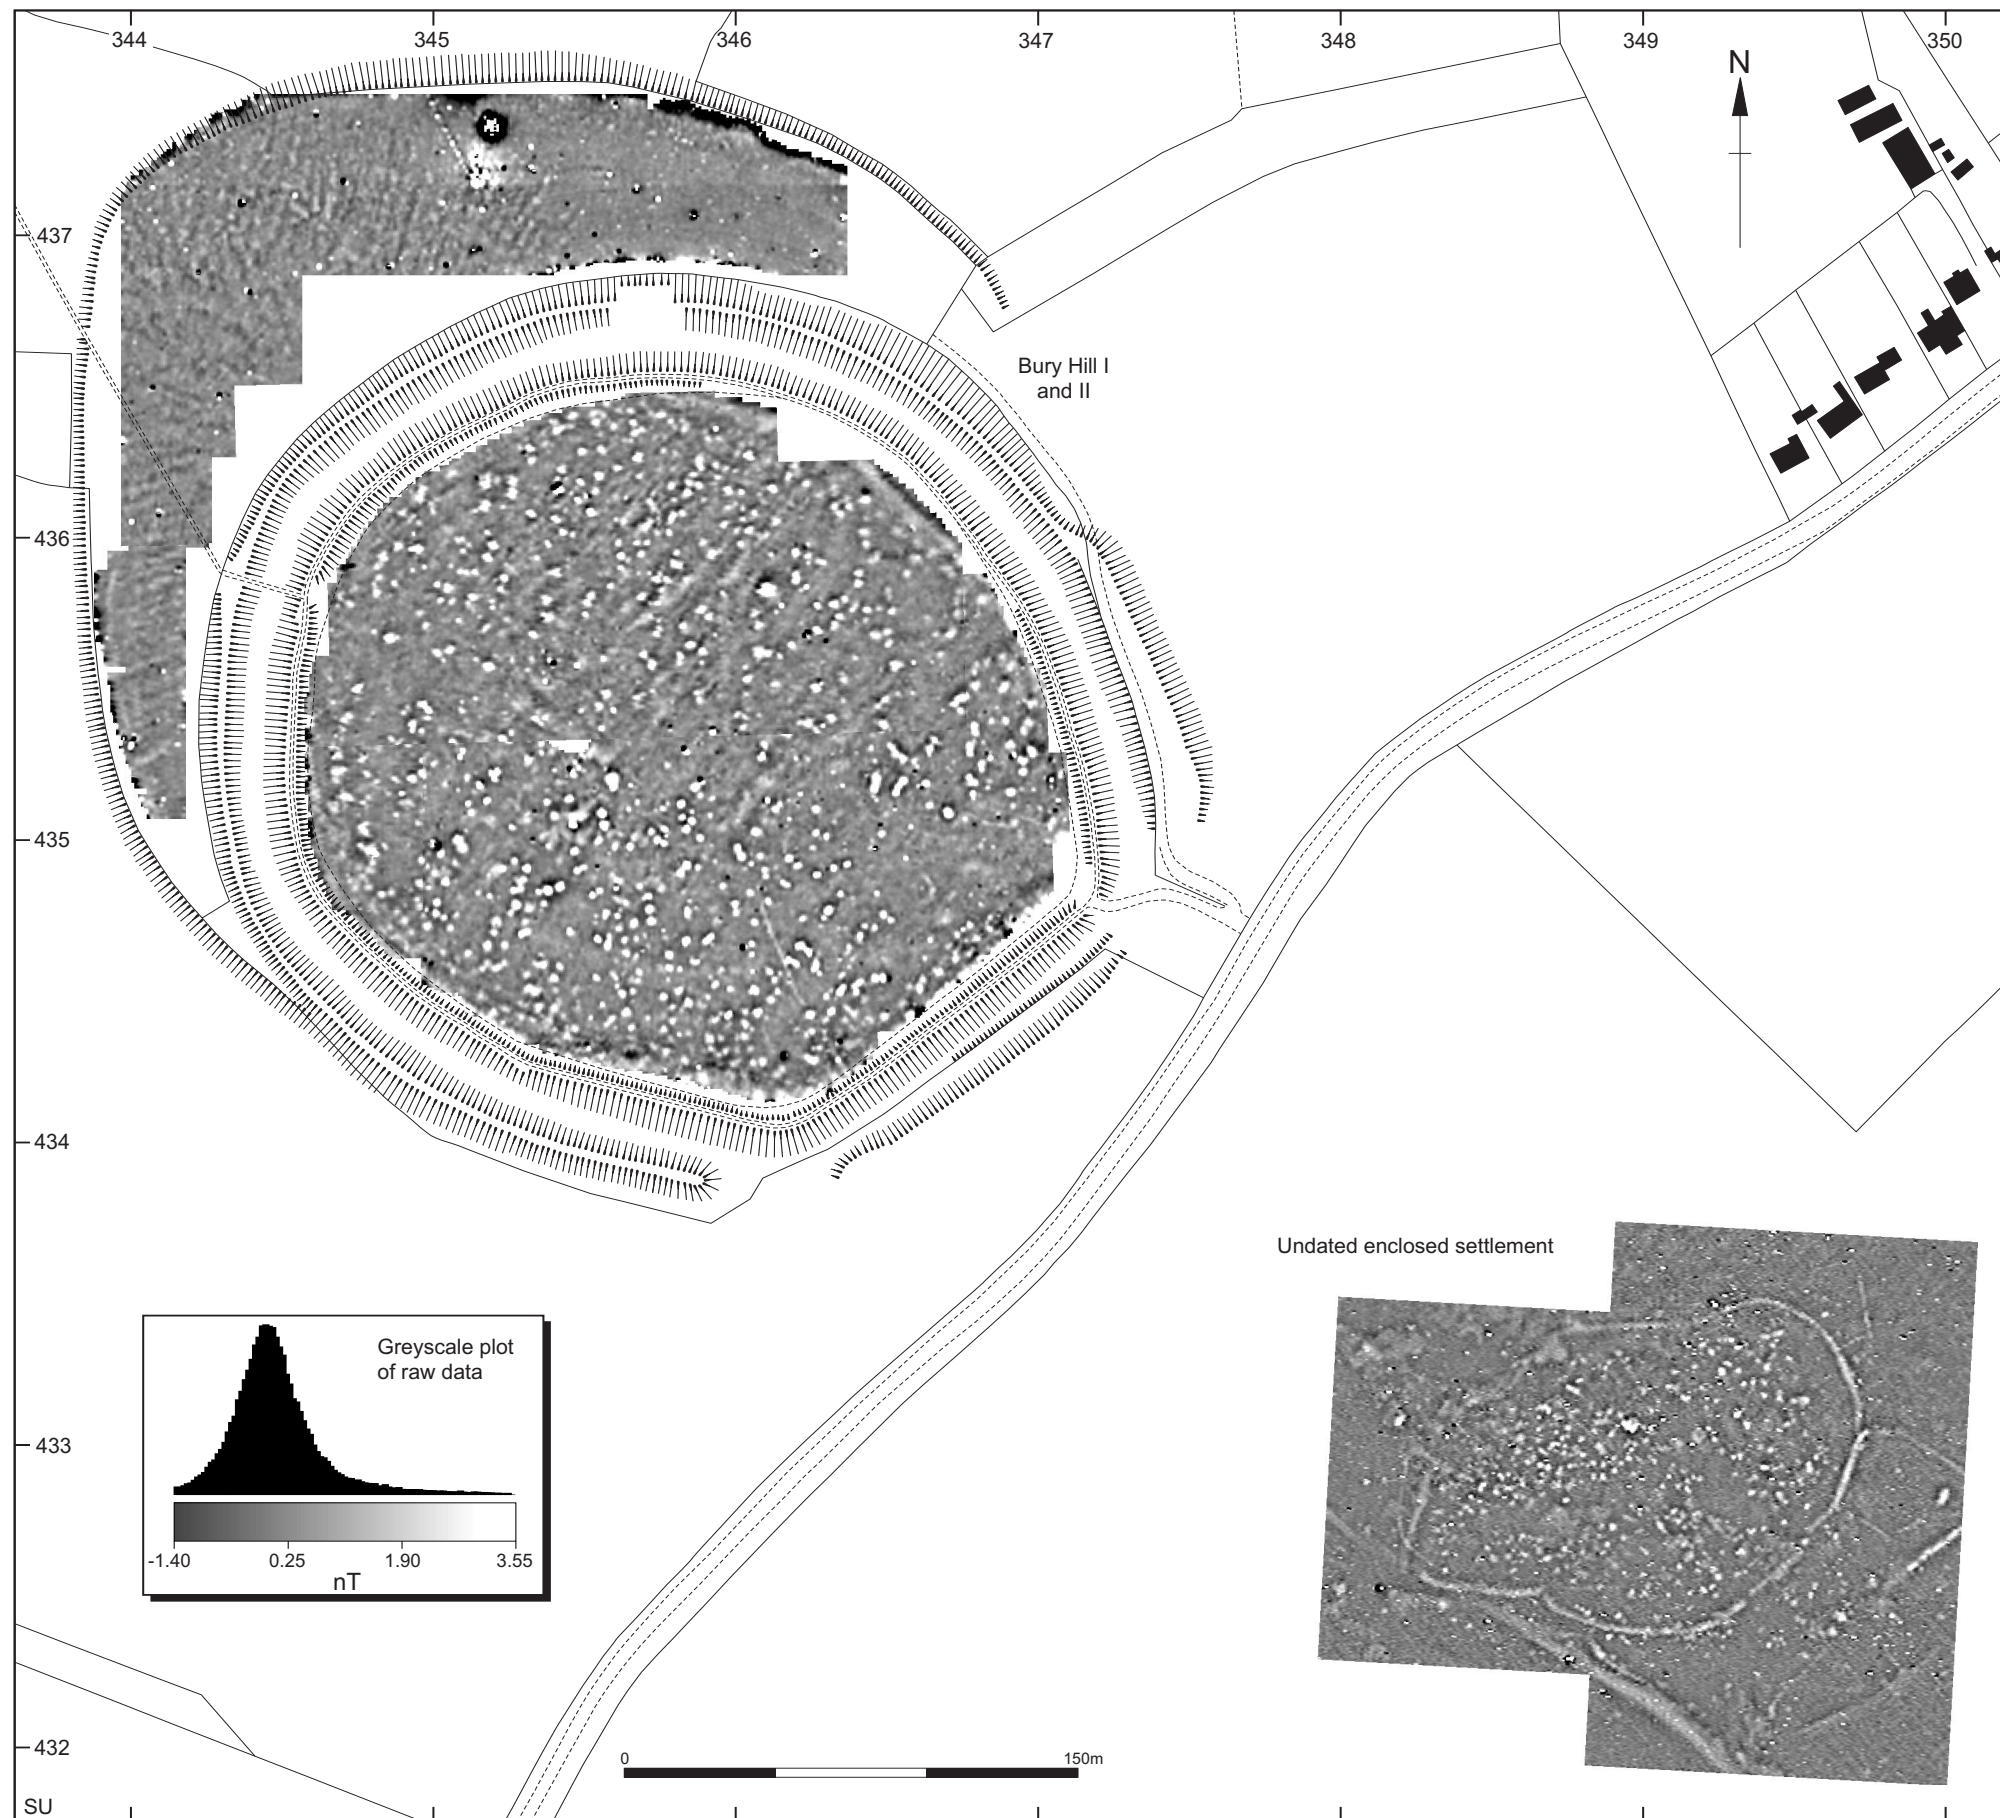 344
345
346
347
348
349
350
N
437
Bury Hill I
and II
436
435
434
Undated enclosed settlement
Greyscale plot
of raw data
433
-1.40
0.25
1.90
3.55
nT
432
0
150m
SU